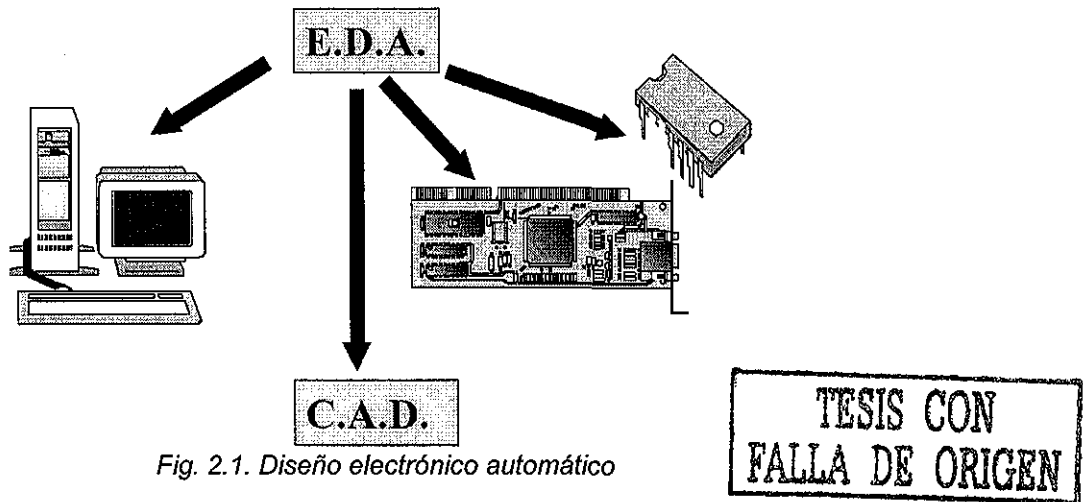 E.D.A.
C.A.D.
Fig. 2.1. Diseño electrónico automático
TESIS CON
FALLA DE ORIGEN